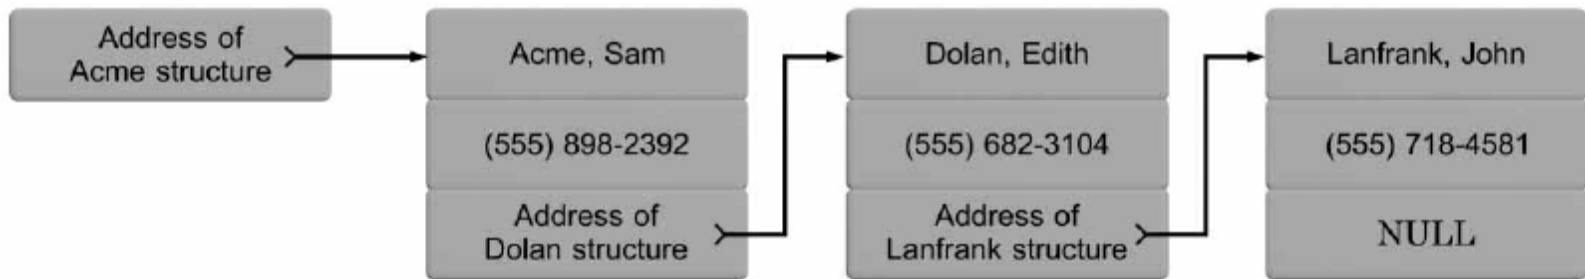 Address of
Acme structure
Acme, Sam
(555) 898-2392
Address of
Dolan structure
Dolan, Edith
(555) 682-3104
Address of
Lanfrank structure
Lanfrank, John
(555) 718-4581
NULL